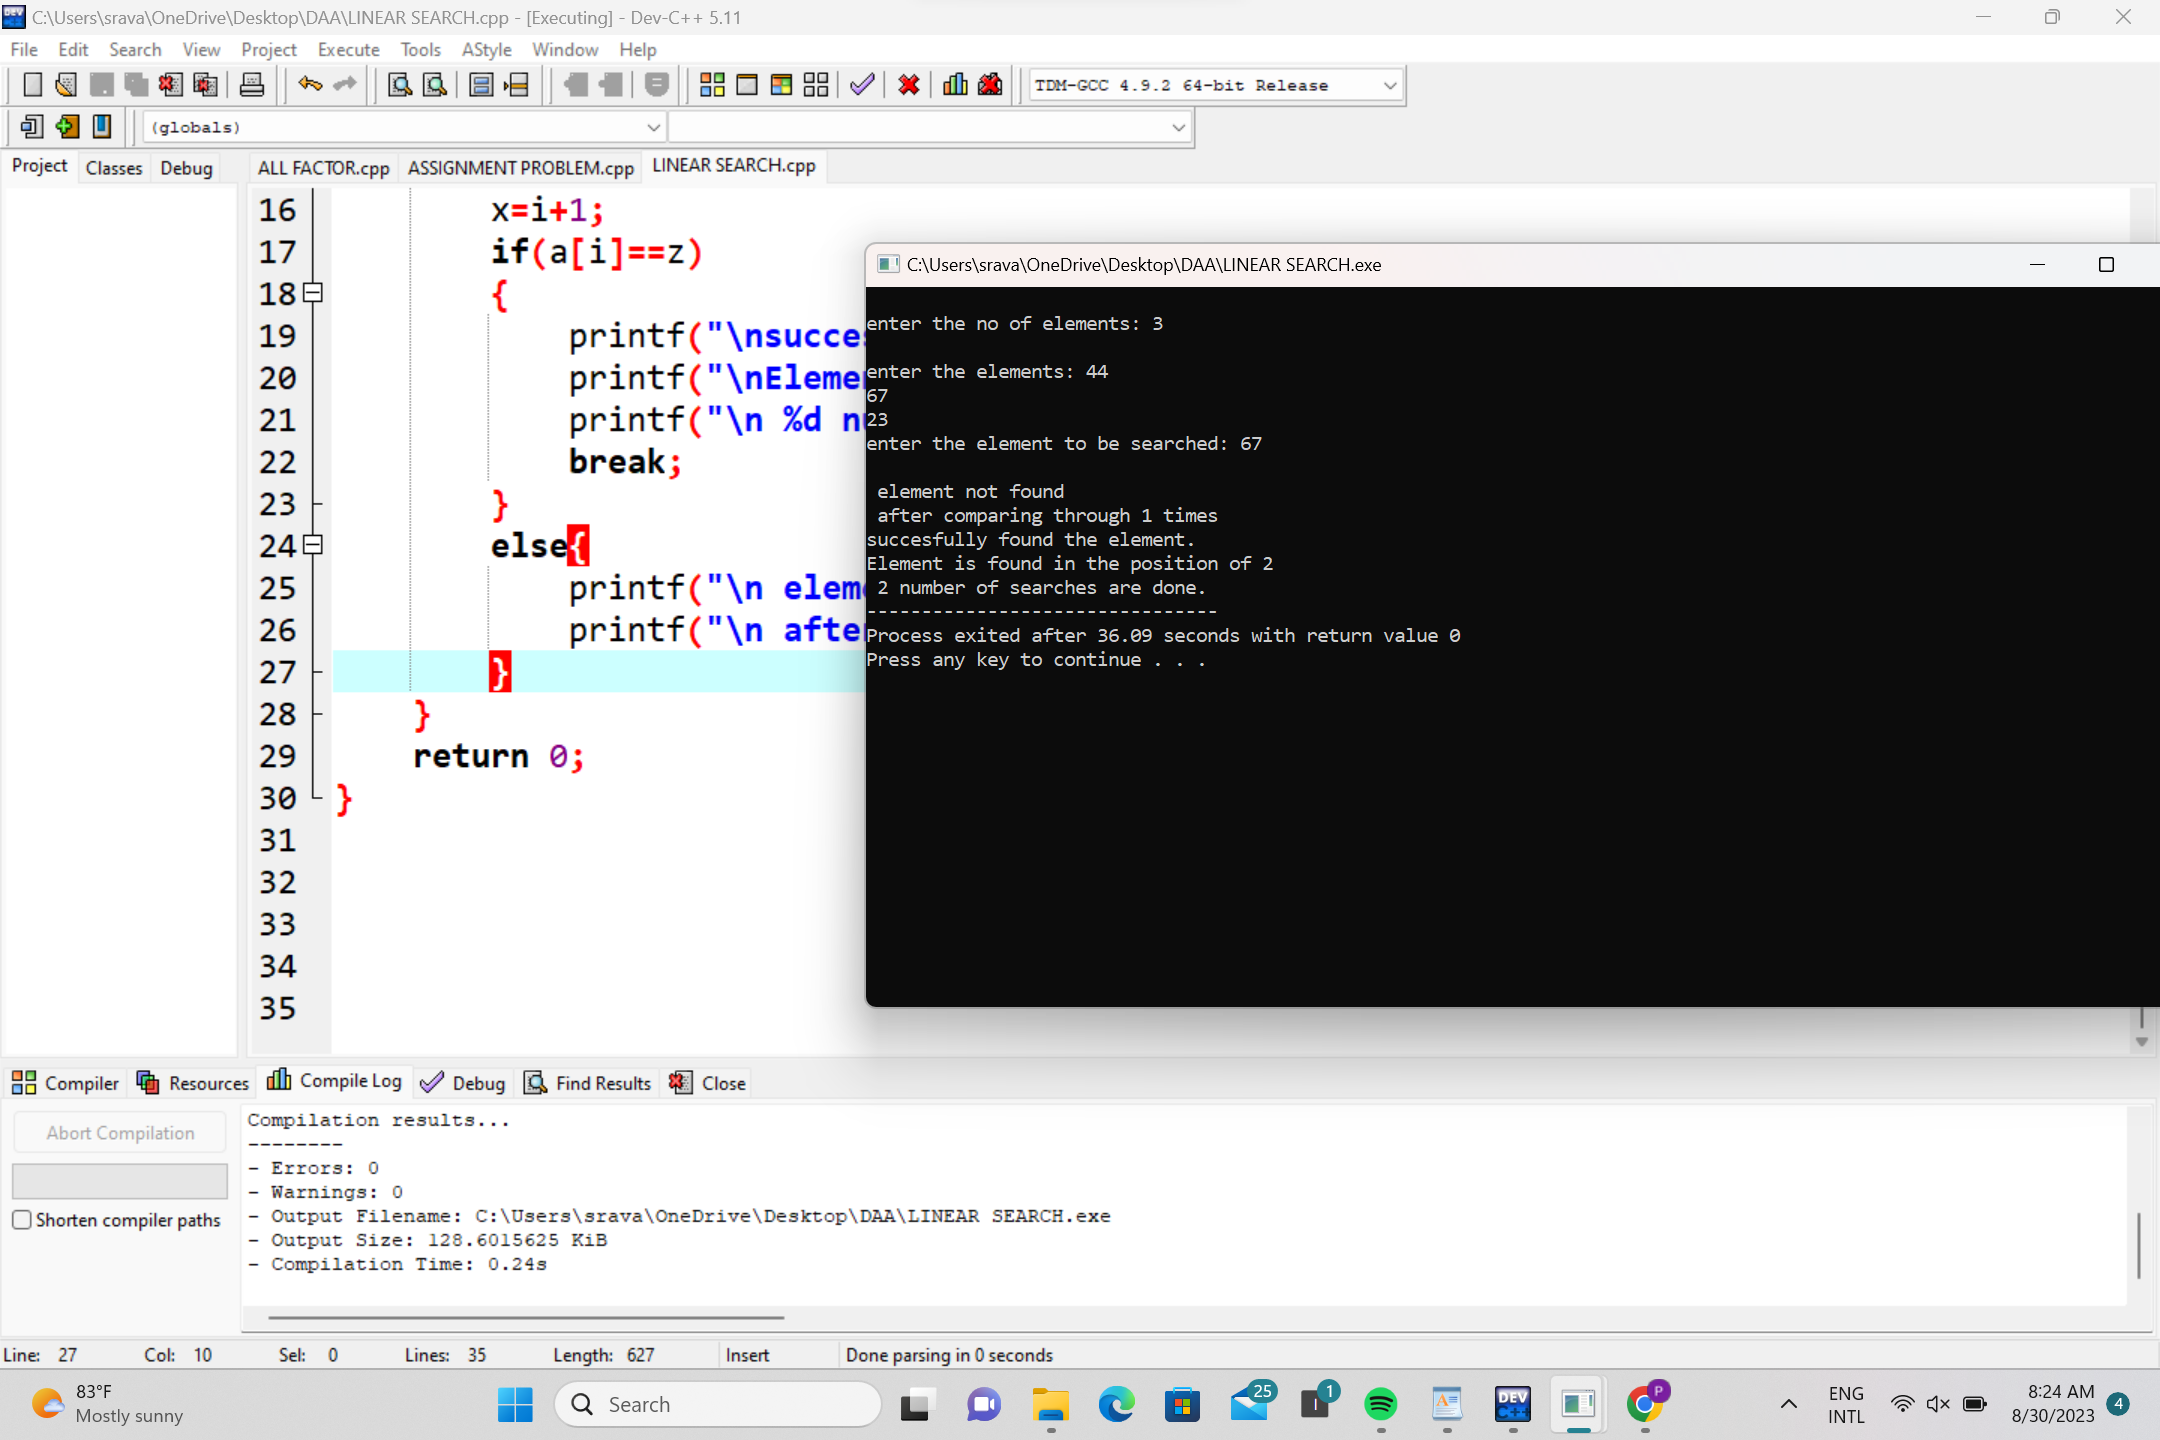 C:\Users\srava\OneDrive\Desktop\DAA\LINEAR SEARCH.cpp - [Executing] - Dev-C++ 5.11
File Edit Search View Project Execute Tools AStyle Window Help
TDM-GCC 4.9.2 64-bit Release
(globals)
Project Classes Debug ALL FACTOR.cpp ASSIGNMENT PROBLEM.cpp LINEAR SEARCH.cpp
16 x=i+1;
17 if(a[i]==z)
18 {
19 printf("\nsucces
20 printf("\nEleme
21 printf("\n %d n
22 break;
23 }
24 else{
25 printf("\n elem
26 printf("\n afte
27 }
28 }
29 return 0;
30 }
31
32
33
34
35
C:\Users\srava\OneDrive\Desktop\DAA\LINEAR SEARCH.exe
enter the no of elements: 3
enter the elements: 44
67
23
enter the element to be searched: 67
element not found
after comparing through 1 times
succesfully found the element.
Element is found in the position of 2
2 number of searches are done.
--------------------------------
Process exited after 36.09 seconds with return value 0
Press any key to continue . . .
Compiler Resources Compile Log Debug Find Results Close
Abort Compilation
Shorten compiler paths
Compilation results...
--------
- Errors: 0
- Warnings: 0
- Output Filename: C:\Users\srava\OneDrive\Desktop\DAA\LINEAR SEARCH.exe
- Output Size: 128.6015625 KiB
- Compilation Time: 0.24s
Line: 27 Col: 10 Sel: 0 Lines: 35 Length: 627 Insert Done parsing in 0 seconds
83°F
Mostly sunny
Search
25
1
DEV
C++
P
ENG
INTL
8:24 AM
8/30/2023
4